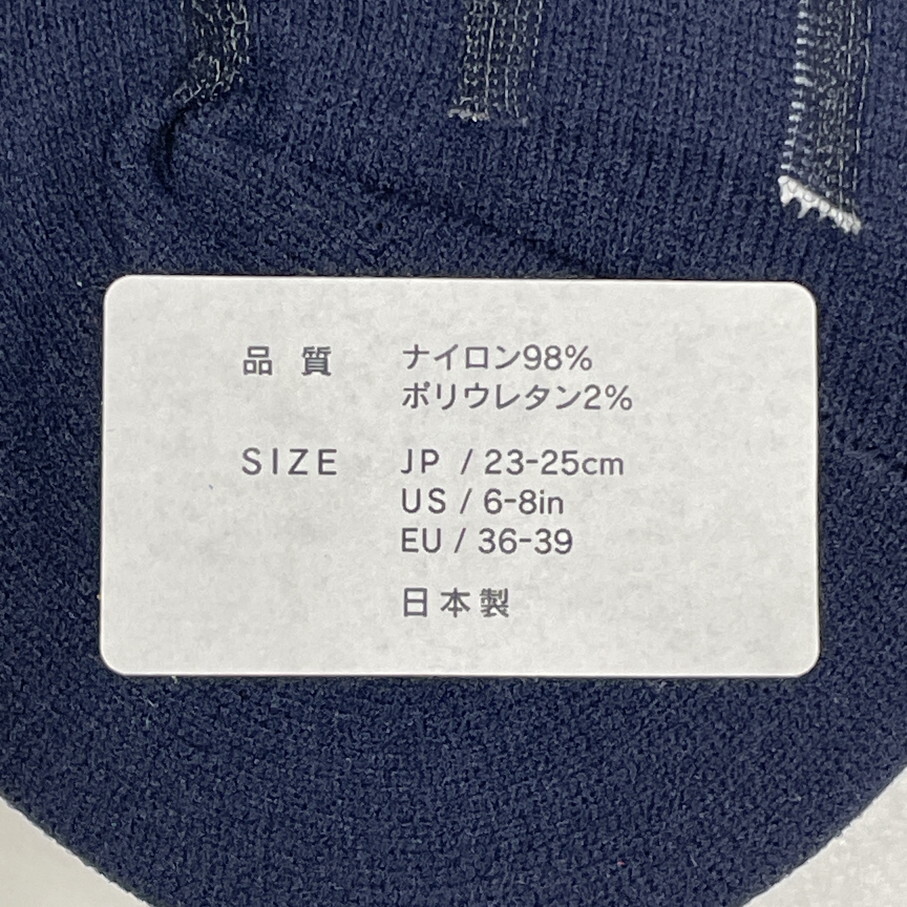 品質 ナイロン98%
ポリウレタン2%
SIZE JP / 23-25cm
US / 6-8in
EU / 36-39
日本製